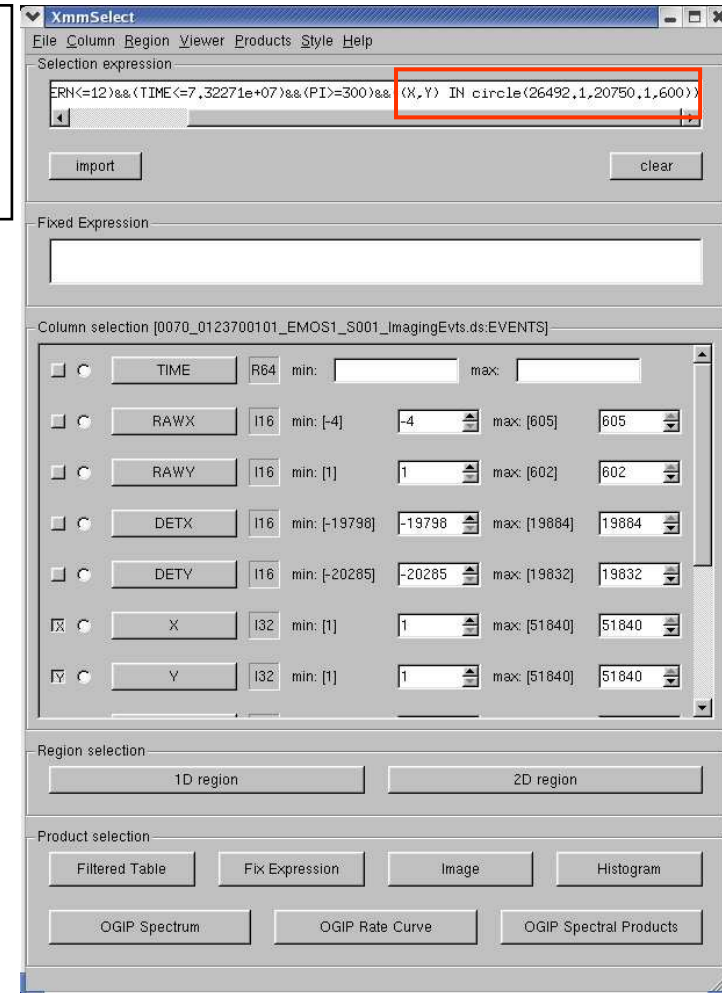 XmmSelect
File Column Region Viewer Products Style Help
Selection expression
ERN<=12)&&(TIME<=7.32271e+07)&&(PI>=300)&&((X,Y) IN circle(26492.1,20750.1,600))
import clear
Fixed Expression
Column selection [0070_0123700101_EMOS1_S001_ImagingEvts.ds:EVENTS]
TIME R64 min: max:
RAWX I16 min: [-4] -4 max: [605] 605
RAWY I16 min: [1] 1 max: [602] 602
DETX I16 min: [-19798] -19798 max: [19884] 19884
DETY I16 min: [-20285] -20285 max: [19832] 19832
X X I32 min: [1] 1 max: [51840] 51840
Y Y I32 min: [1] 1 max: [51840] 51840
Region selection
1D region 2D region
Product selection
Filtered Table Fix Expression Image Histogram
OGIP Spectrum OGIP Rate Curve OGIP Spectral Products